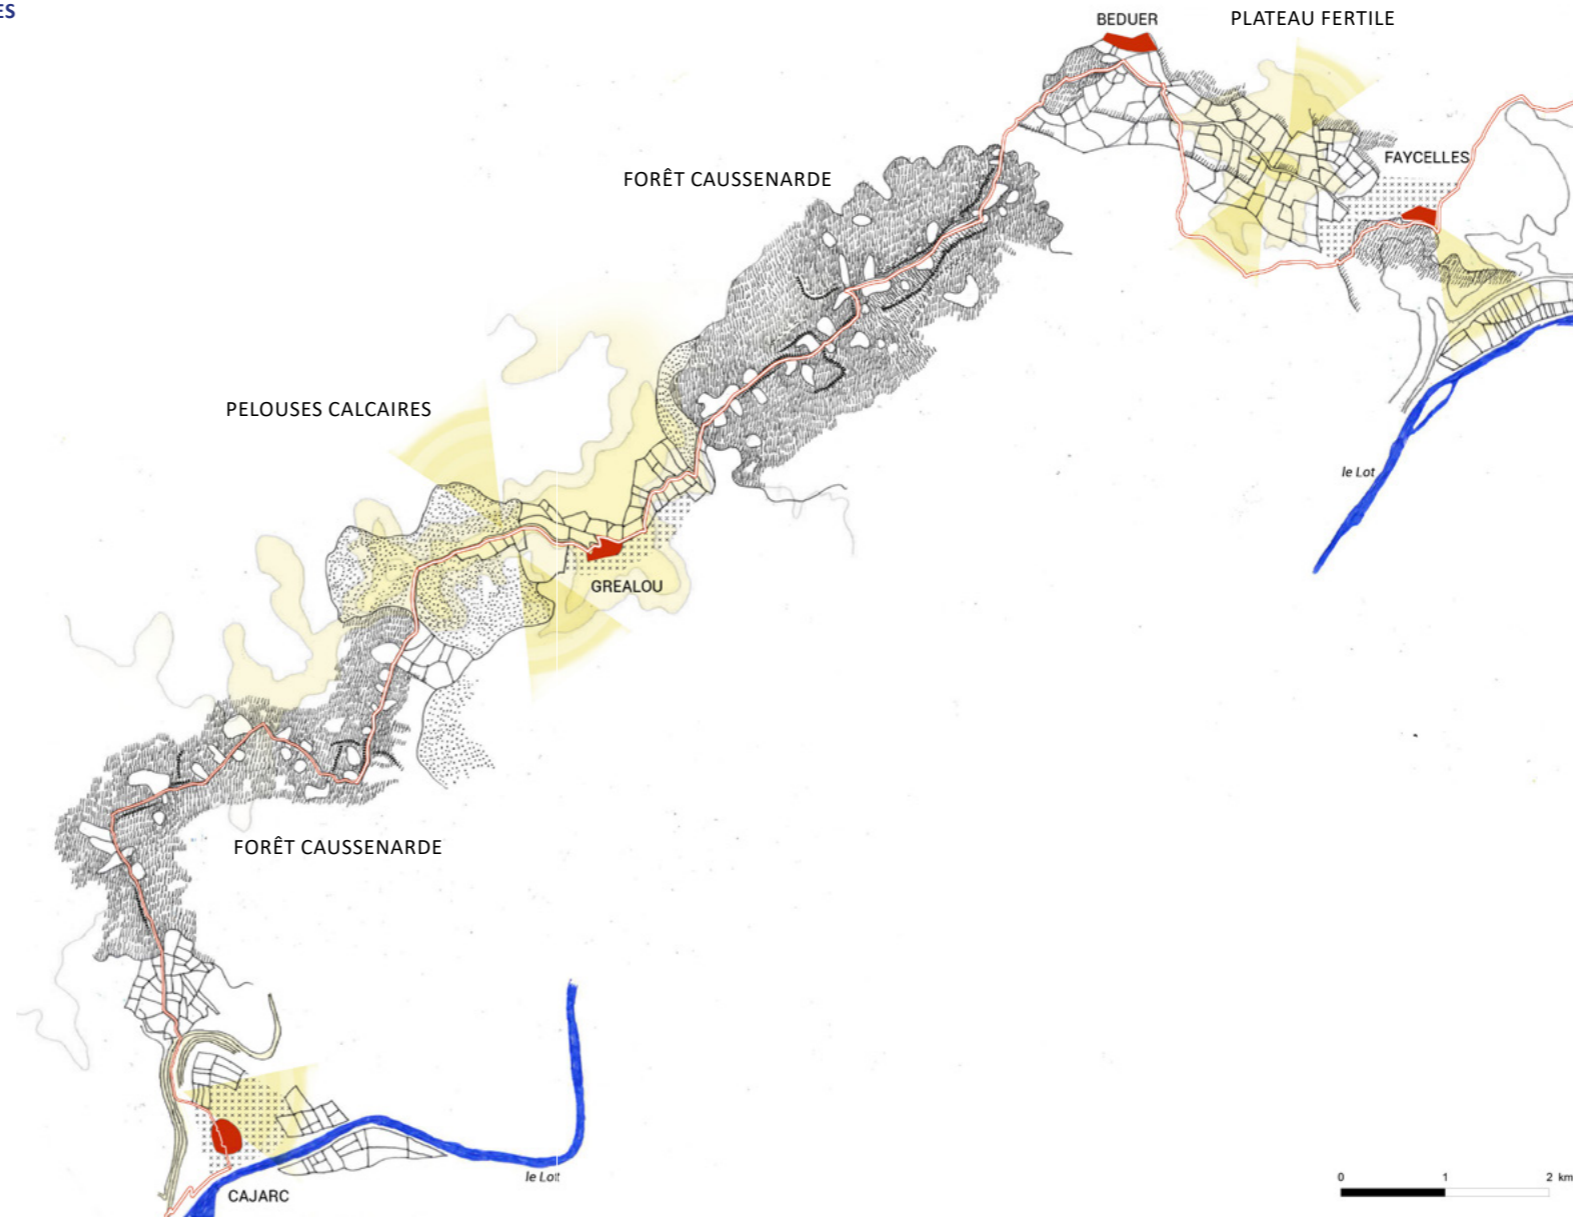 ES
BEDUER
PLATEAU FERTILE
FAYCELLES
FORÊT CAUSSENARDE
PELOUSES CALCAIRES
le Lot
GREALOU
FORÊT CAUSSENARDE
le Lot
CAJARC
0 1 2 km